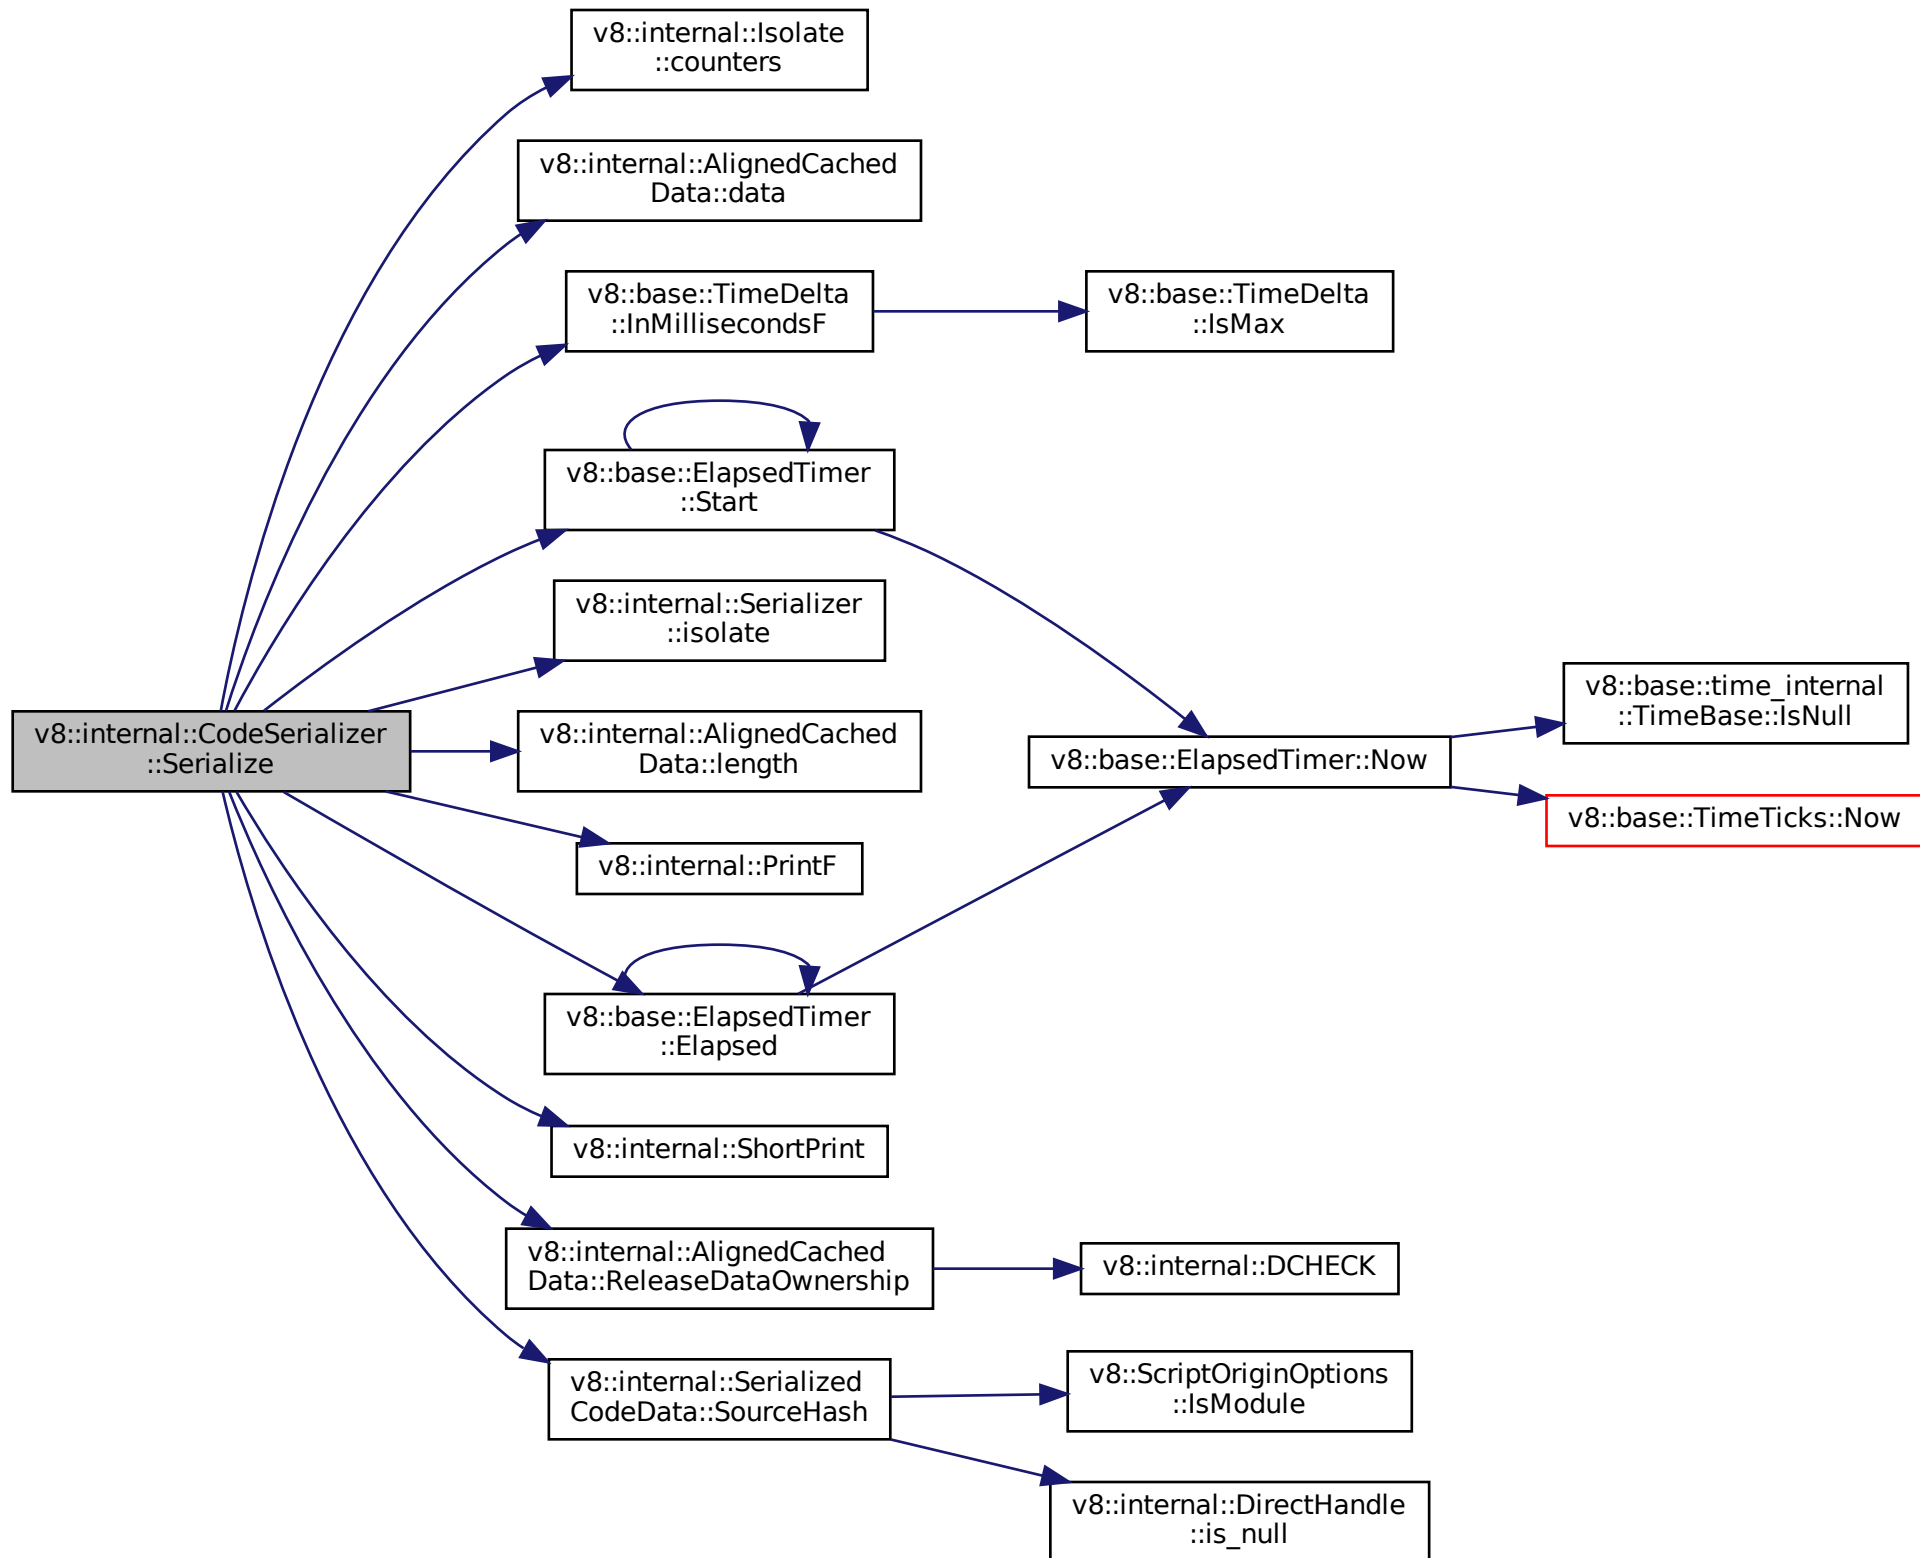 v8::internal::Isolate
::counters
v8::internal::AlignedCached
Data::data
v8::base::TimeDelta
::InMillisecondsF
v8::base::TimeDelta
::IsMax
v8::base::ElapsedTimer
::Start
v8::internal::Serializer
::isolate
v8::internal::CodeSerializer
::Serialize
v8::internal::AlignedCached
Data::length
v8::base::ElapsedTimer::Now
v8::base::time_internal
::TimeBase::IsNull
v8::base::TimeTicks::Now
v8::internal::PrintF
v8::base::ElapsedTimer
::Elapsed
v8::internal::ShortPrint
v8::internal::AlignedCached
Data::ReleaseDataOwnership
v8::internal::DCHECK
v8::internal::Serialized
CodeData::SourceHash
v8::ScriptOriginOptions
::IsModule
v8::internal::DirectHandle
::is_null